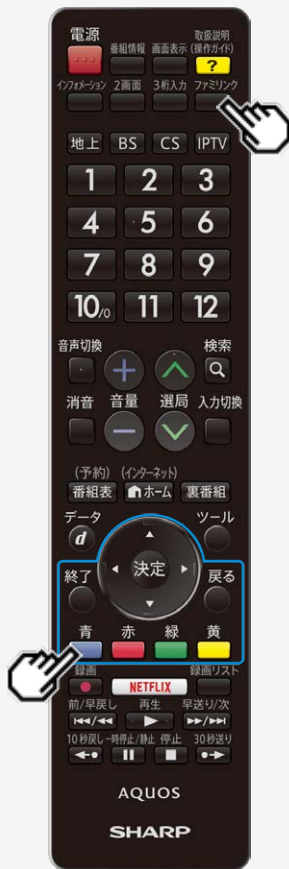 電源
番組情報 画面表示 取扱説明(操作ガイド)
?
インフォメーション 2画面 3桁入力 ファミリンク
地上 BS CS IPTV
1 2 3
4 5 6
7 8 9
10/0 11 12
音声切換 検索
消音 音量 選局 入力切換
(予約) (インターネット)
番組表 ホーム 裏番組
データ ツール
d
終了 決定 戻る
青 赤 緑 黄
録画 NETFLIX 録画リスト
前/早戻し 再生 早送り/次
10秒戻し 一時停止/静止 停止 30秒送り
AQUOS
SHARP